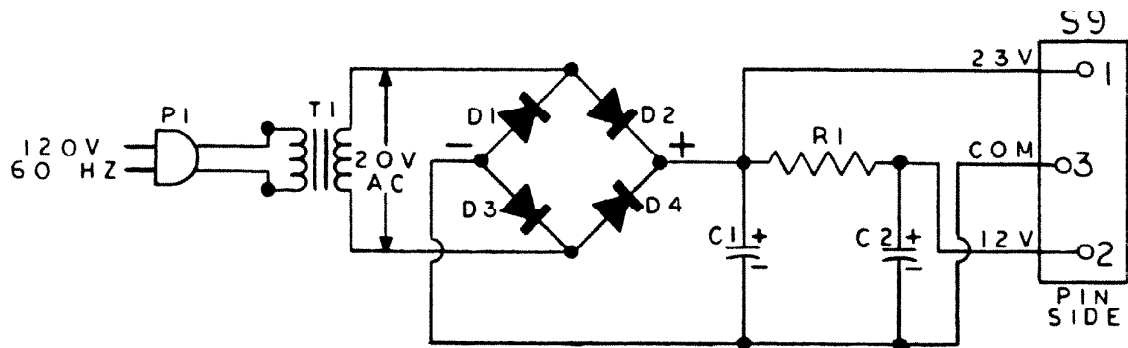 S9
23V
1
P1
T1
D1
D2
120V
60 HZ
20V
AC
-
+
R1
COM
3
D3
D4
C1
+
-
C2
+
-
12V
2
PIN
SIDE